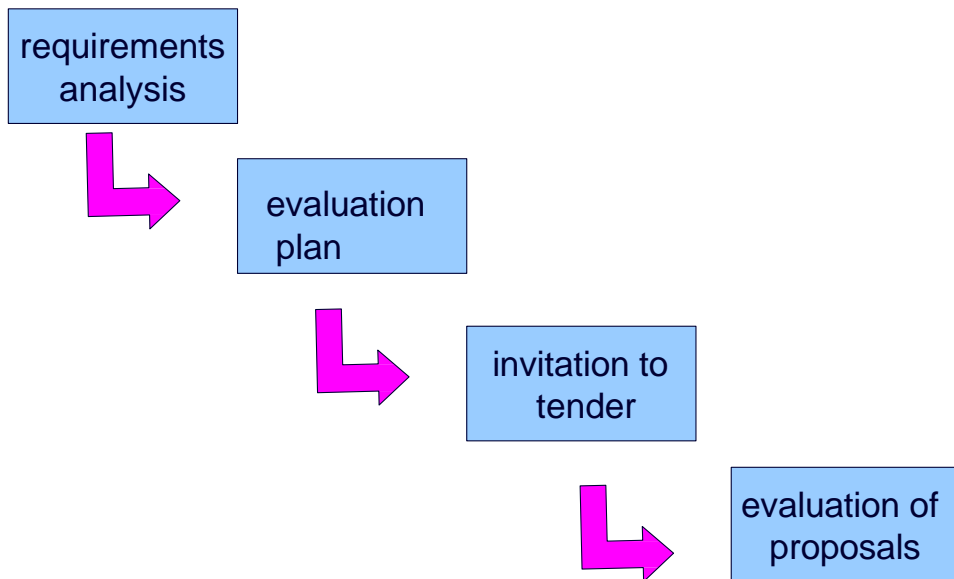 requirements
analysis
evaluation
plan
invitation to
tender
evaluation of
proposals